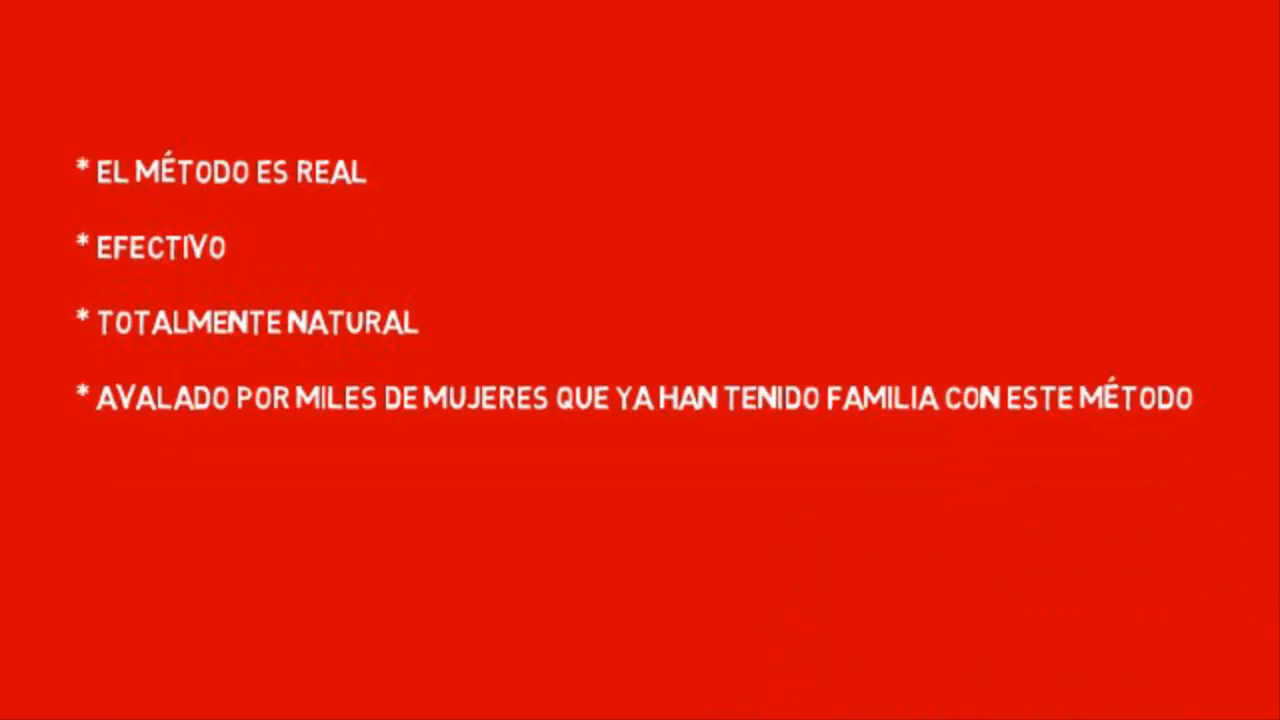 * EL MÉTODO ES REAL
* EFECTIVO
* TOTALMENTE NATURAL
* AVALADO POR MILES DE MUJERES QUE YA HAN TENIDO FAMILIA CON ESTE MÉTODO